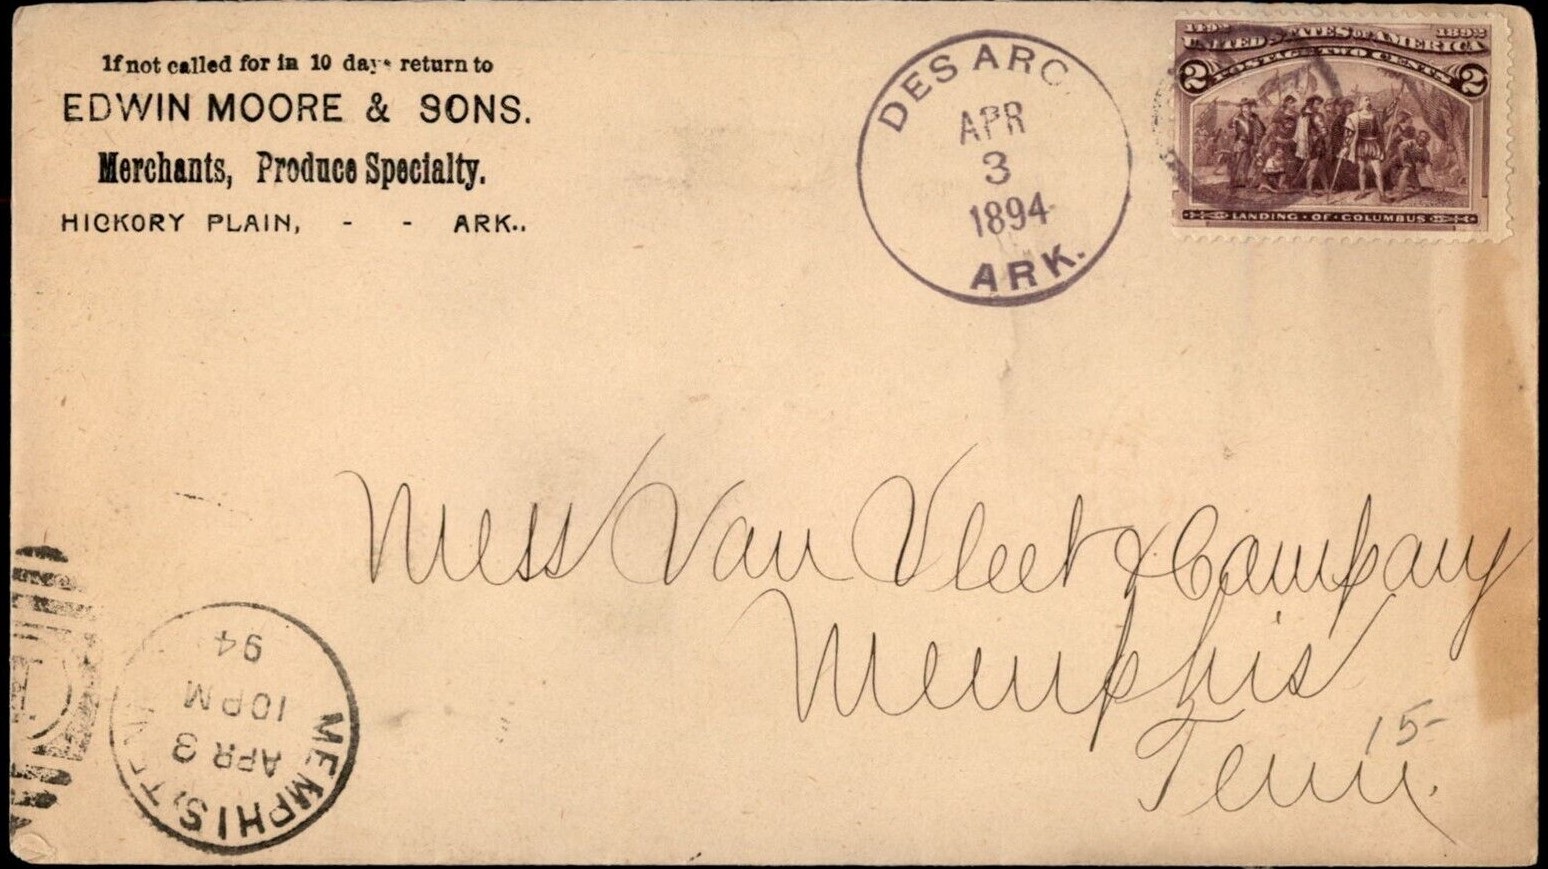 If not called for in 10 days return to
EDWIN MOORE & SONS.
Merchants, Produce Specialty.
HICKORY PLAIN, - - ARK..
DES ARC
APR
3
1894
ARK.
1492 1892
UNITED STATES OF AMERICA
POSTAGE TWO CENTS
2 2
LANDING · OF · COLUMBUS
Mess Van Vleet & Company
Memphis
Tenn.
15-
MEMPHIS, TENN
APR 3
10 PM
94